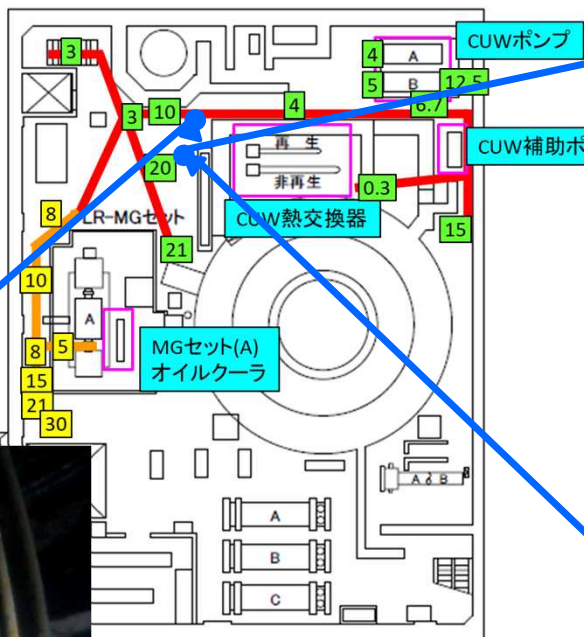 CUWポンプ
3
4
A
5
B
12.5
3
10
4
6.7
再 生
CUW補助ポ
20
非再生
0.3
8
LR-MGセット
CUW熱交換器
15
21
10
A
8
5
MGセット(A)
オイルクーラ
15
21
30
A
B
A
B
C